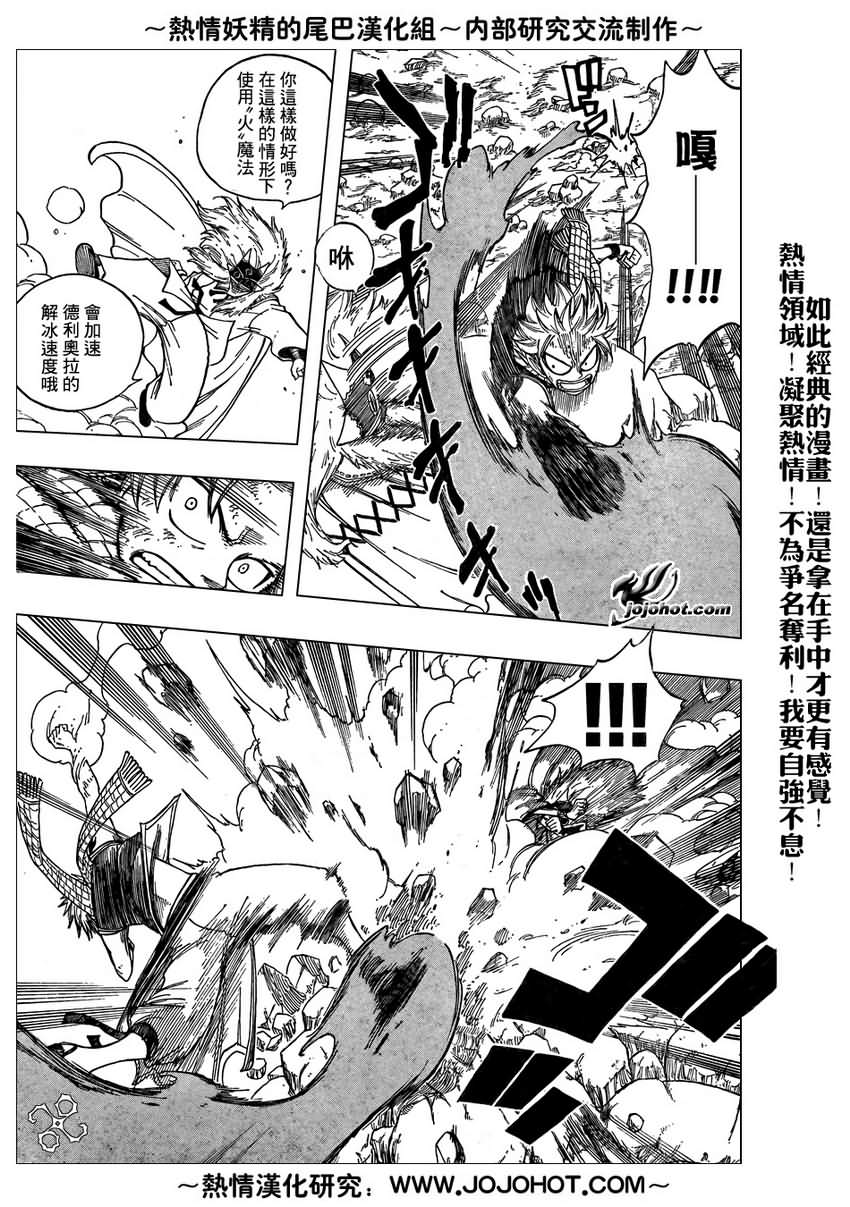 ～熱情妖精的尾巴漢化組～内部研究交流制作～
嘎——!!!!
你這樣做好嗎？
在這樣的情形下
使用〝火〞魔法
咻
會加速
德利奧拉的
解冰速度哦
jojohot.com
!!!
如此經典的漫畫！還是拿在手中才更有感覺！
熱情領域！凝聚熱情！不為爭名奪利！我要自強不息！
～熱情漢化研究：WWW.JOJOHOT.COM～